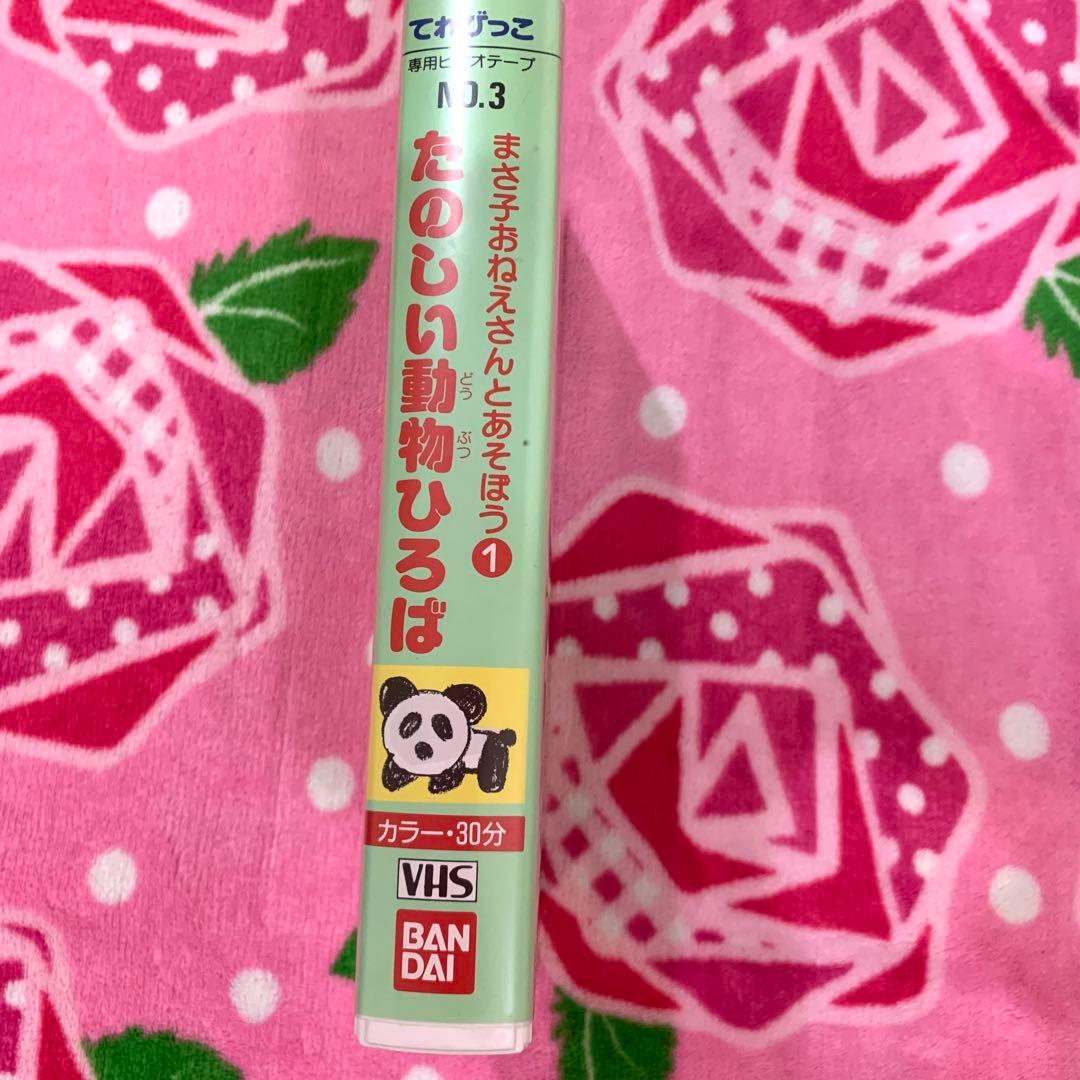 てれびっこ
専用ビデオテープ
NO.3
まさ子おねえさんとあそぼう1
たのしい動物ひろば
どうぶつ
カラー・30分
VHS
BAN
DAI